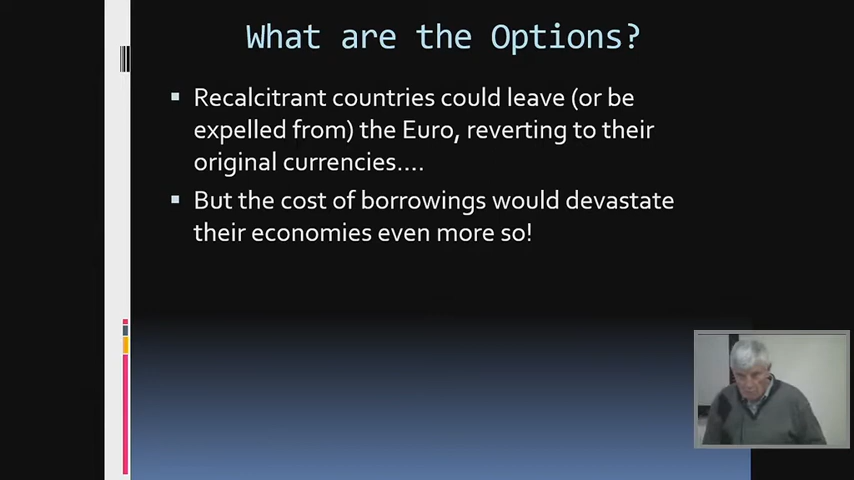 What are the Options?
Recalcitrant countries could leave (or be
expelled from) the Euro, reverting to their
original currencies....
But the cost of borrowings would devastate
their economies even more so!